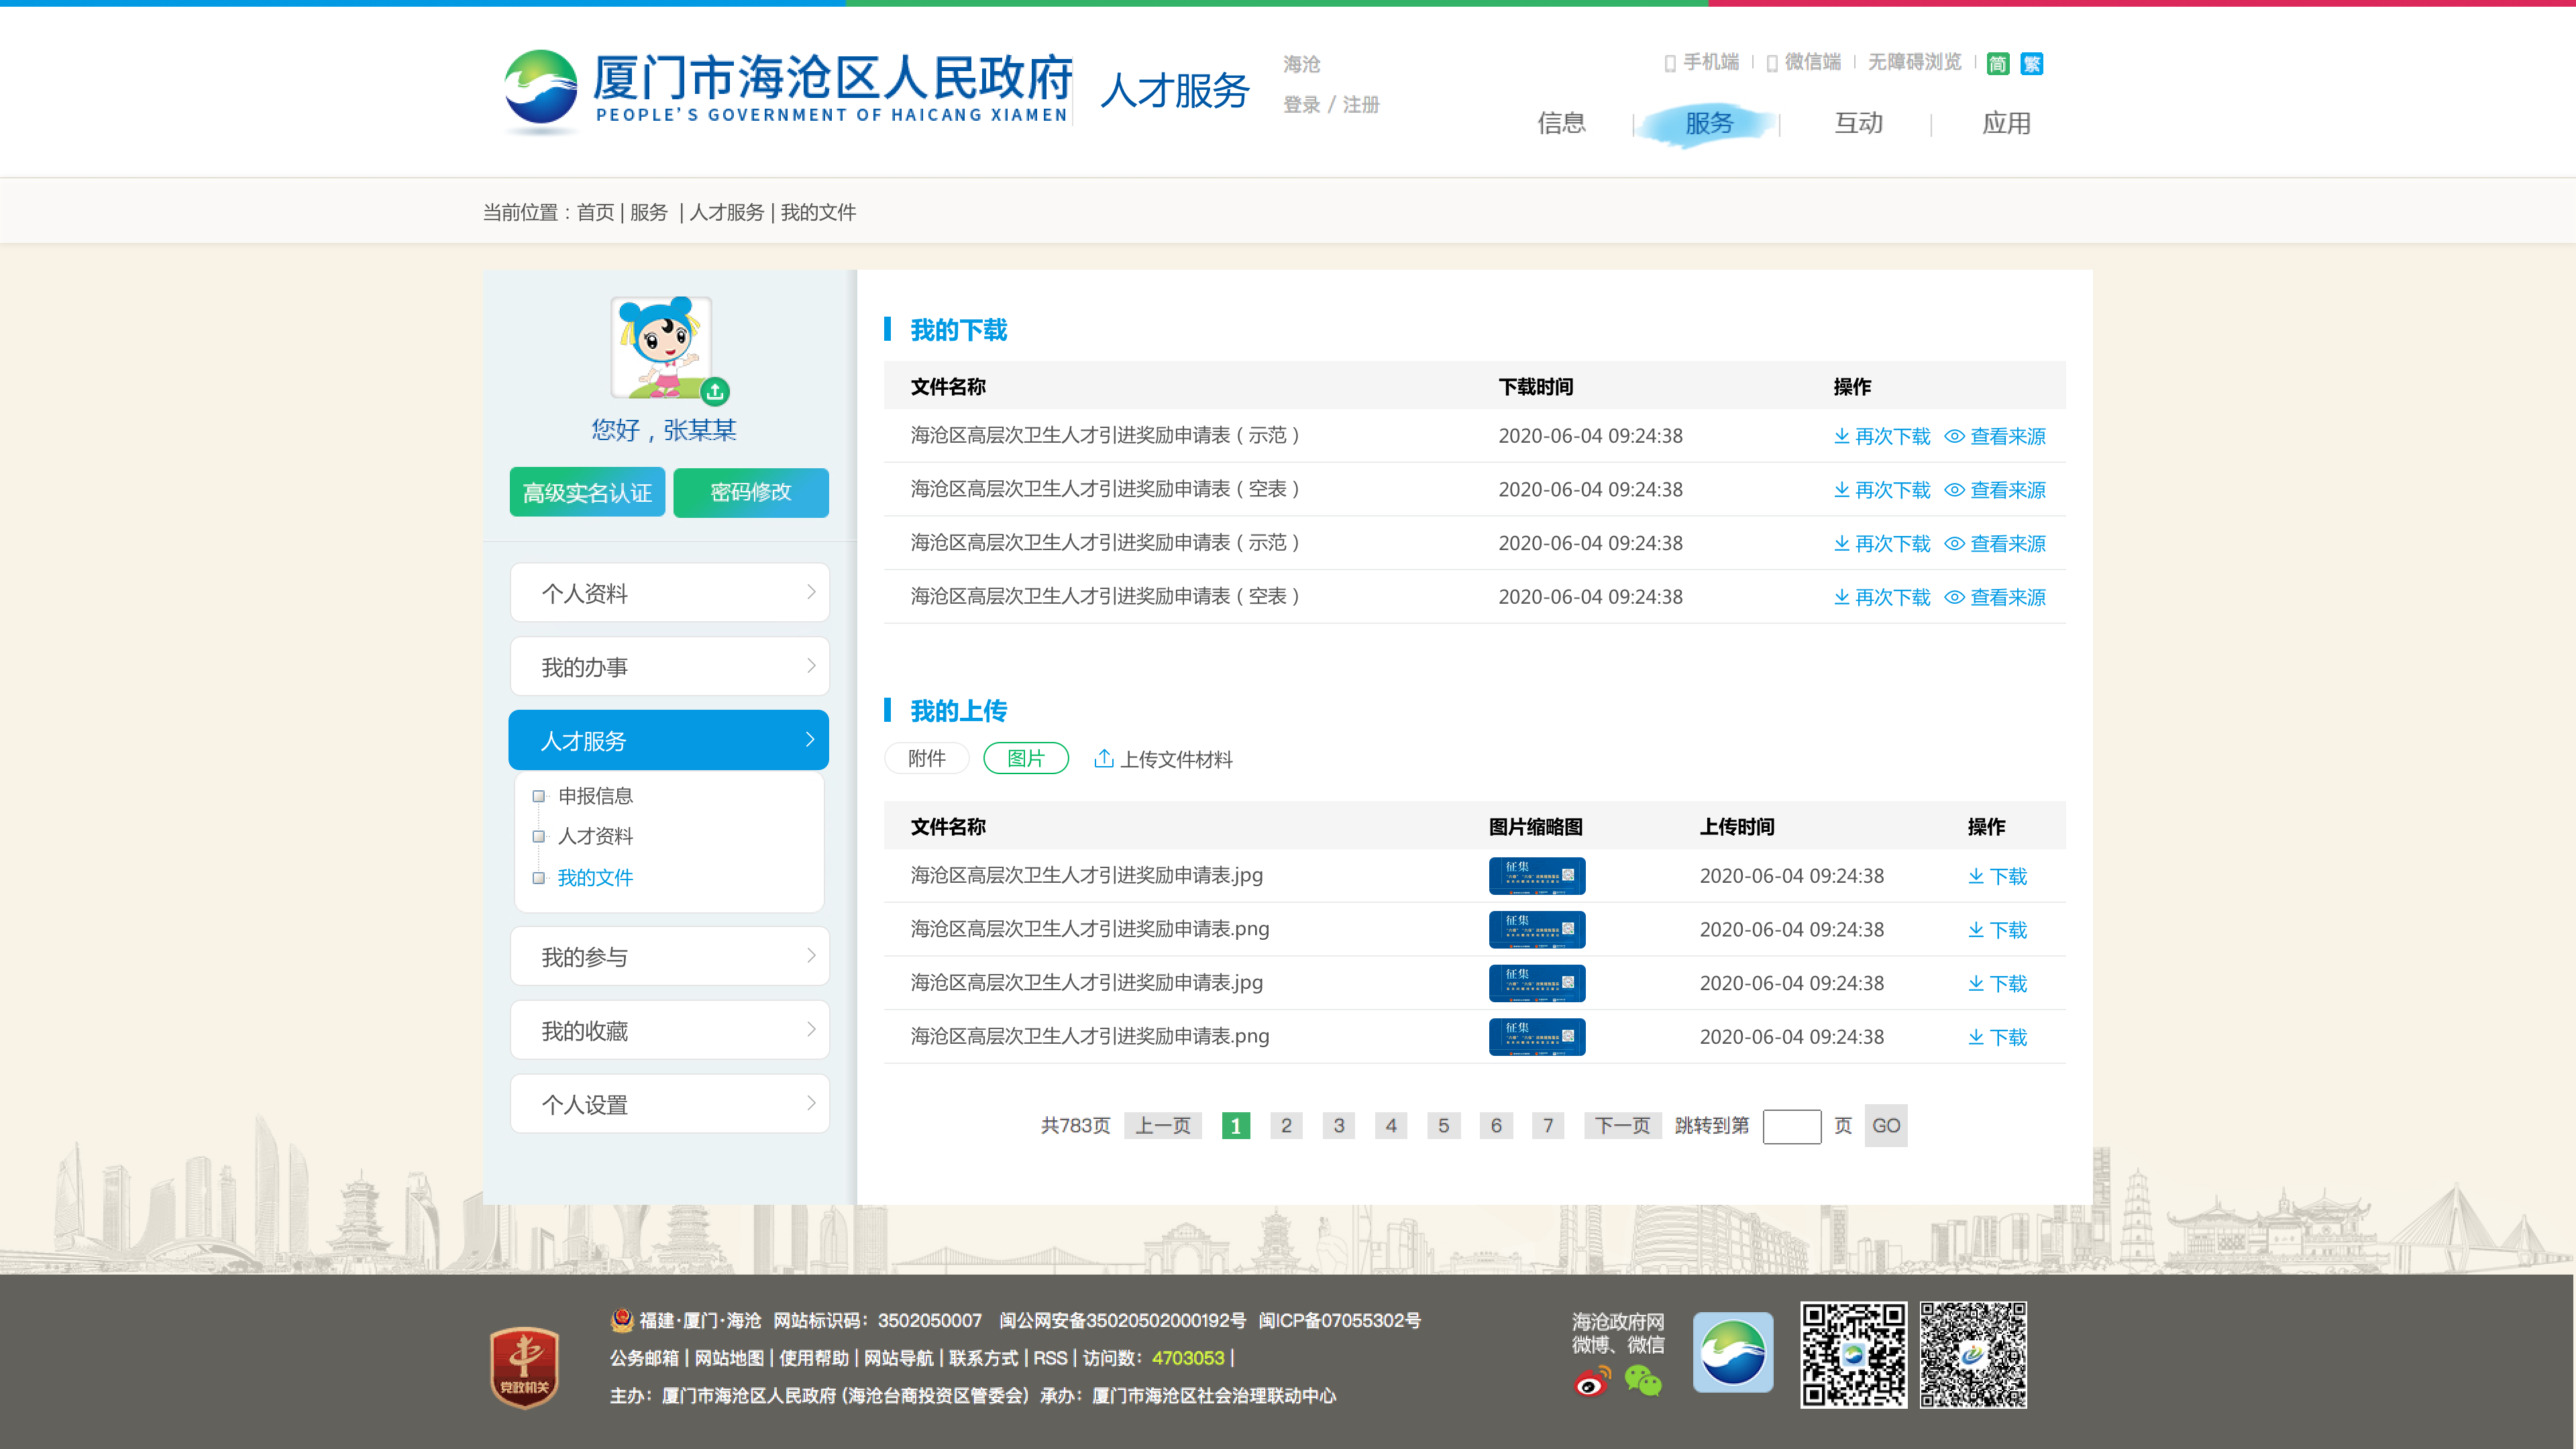 厦门市海沧区人民政府
PEOPLE'S GOVERNMENT OF HAICANG XIAMEN
人才服务
海沧
登录 / 注册
手机端 | 微信端 | 无障碍浏览 | 简 繁
信息 | 服务 | 互动 | 应用
当前位置：首页 | 服务 | 人才服务 | 我的文件
您好，张某某
高级实名认证 密码修改
个人资料
我的办事
人才服务
申报信息
人才资料
我的文件
我的参与
我的收藏
个人设置
我的下载
文件名称 下载时间 操作
海沧区高层次卫生人才引进奖励申请表（示范） 2020-06-04 09:24:38 再次下载 查看来源
海沧区高层次卫生人才引进奖励申请表（空表） 2020-06-04 09:24:38 再次下载 查看来源
海沧区高层次卫生人才引进奖励申请表（示范） 2020-06-04 09:24:38 再次下载 查看来源
海沧区高层次卫生人才引进奖励申请表（空表） 2020-06-04 09:24:38 再次下载 查看来源
我的上传
附件 图片 上传文件材料
文件名称 图片缩略图 上传时间 操作
海沧区高层次卫生人才引进奖励申请表.jpg 征集 2020-06-04 09:24:38 下载
海沧区高层次卫生人才引进奖励申请表.png 征集 2020-06-04 09:24:38 下载
海沧区高层次卫生人才引进奖励申请表.jpg 征集 2020-06-04 09:24:38 下载
海沧区高层次卫生人才引进奖励申请表.png 征集 2020-06-04 09:24:38 下载
共783页 上一页 1 2 3 4 5 6 7 下一页 跳转到第 页 GO
党政机关
福建·厦门·海沧 网站标识码：3502050007 闽公网安备35020502000192号 闽ICP备07055302号
公务邮箱 | 网站地图 | 使用帮助 | 网站导航 | 联系方式 | RSS | 访问数：4703053 |
主办：厦门市海沧区人民政府 (海沧台商投资区管委会) 承办：厦门市海沧区社会治理联动中心
海沧政府网
微博、微信